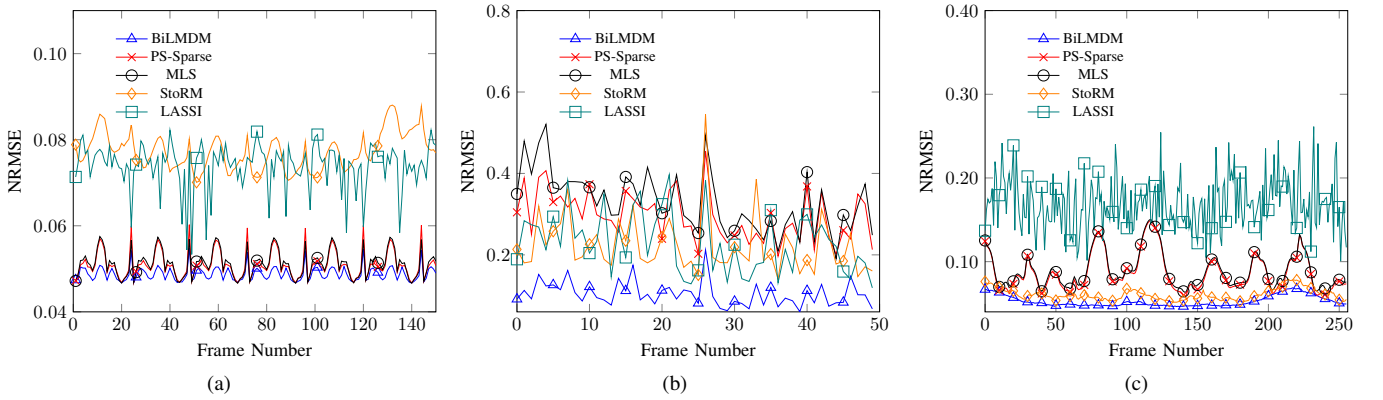 0.10
0.08
0.06
0.04
NRMSE
BiLMDM
PS-Sparse
MLS
StoRM
LASSI
0 20 40 60 80 100 120 140
Frame Number
(a)
0.8
0.6
0.4
0.2
NRMSE
BiLMDM
PS-Sparse
MLS
StoRM
LASSI
0 10 20 30 40 50
Frame Number
(b)
0.40
0.30
0.20
0.10
NRMSE
BiLMDM
PS-Sparse
MLS
StoRM
LASSI
0 50 100 150 200 250
Frame Number
(c)